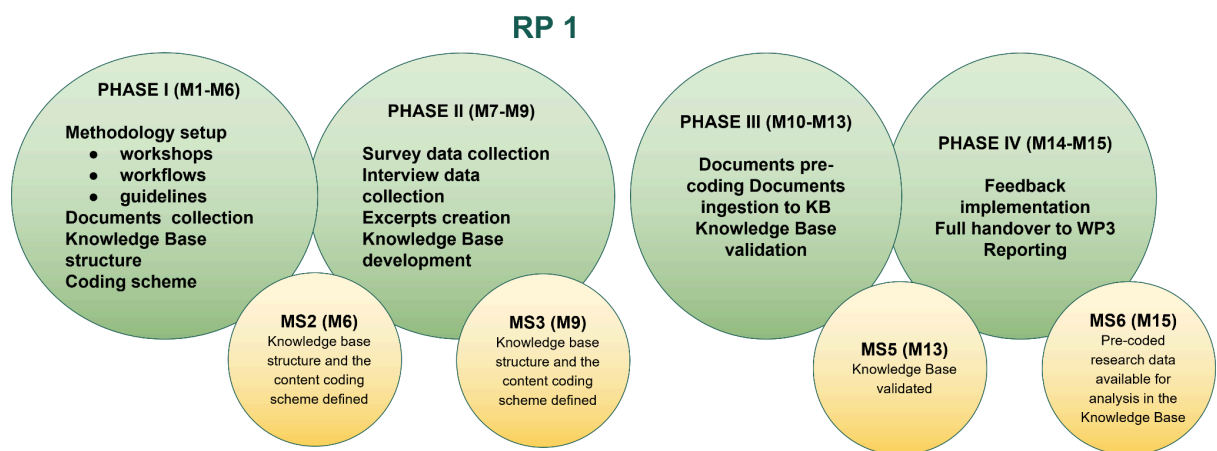 RP 1
PHASE I (M1-M6)
Methodology setup
● workshops
● workflows
● guidelines
Documents collection
Knowledge Base
structure
Coding scheme
PHASE II (M7-M9)
Survey data collection
Interview data
collection
Excerpts creation
Knowledge Base
development
PHASE III (M10-M13)
Documents pre-
coding Documents
ingestion to KB
Knowledge Base
validation
PHASE IV (M14-M15)
Feedback
implementation
Full handover to WP3
Reporting
MS2 (M6)
Knowledge base
structure and the
content coding
scheme defined
MS3 (M9)
Knowledge base
structure and the
content coding
scheme defined
MS5 (M13)
Knowledge Base
validated
MS6 (M15)
Pre-coded
research data
available for
analysis in the
Knowledge Base